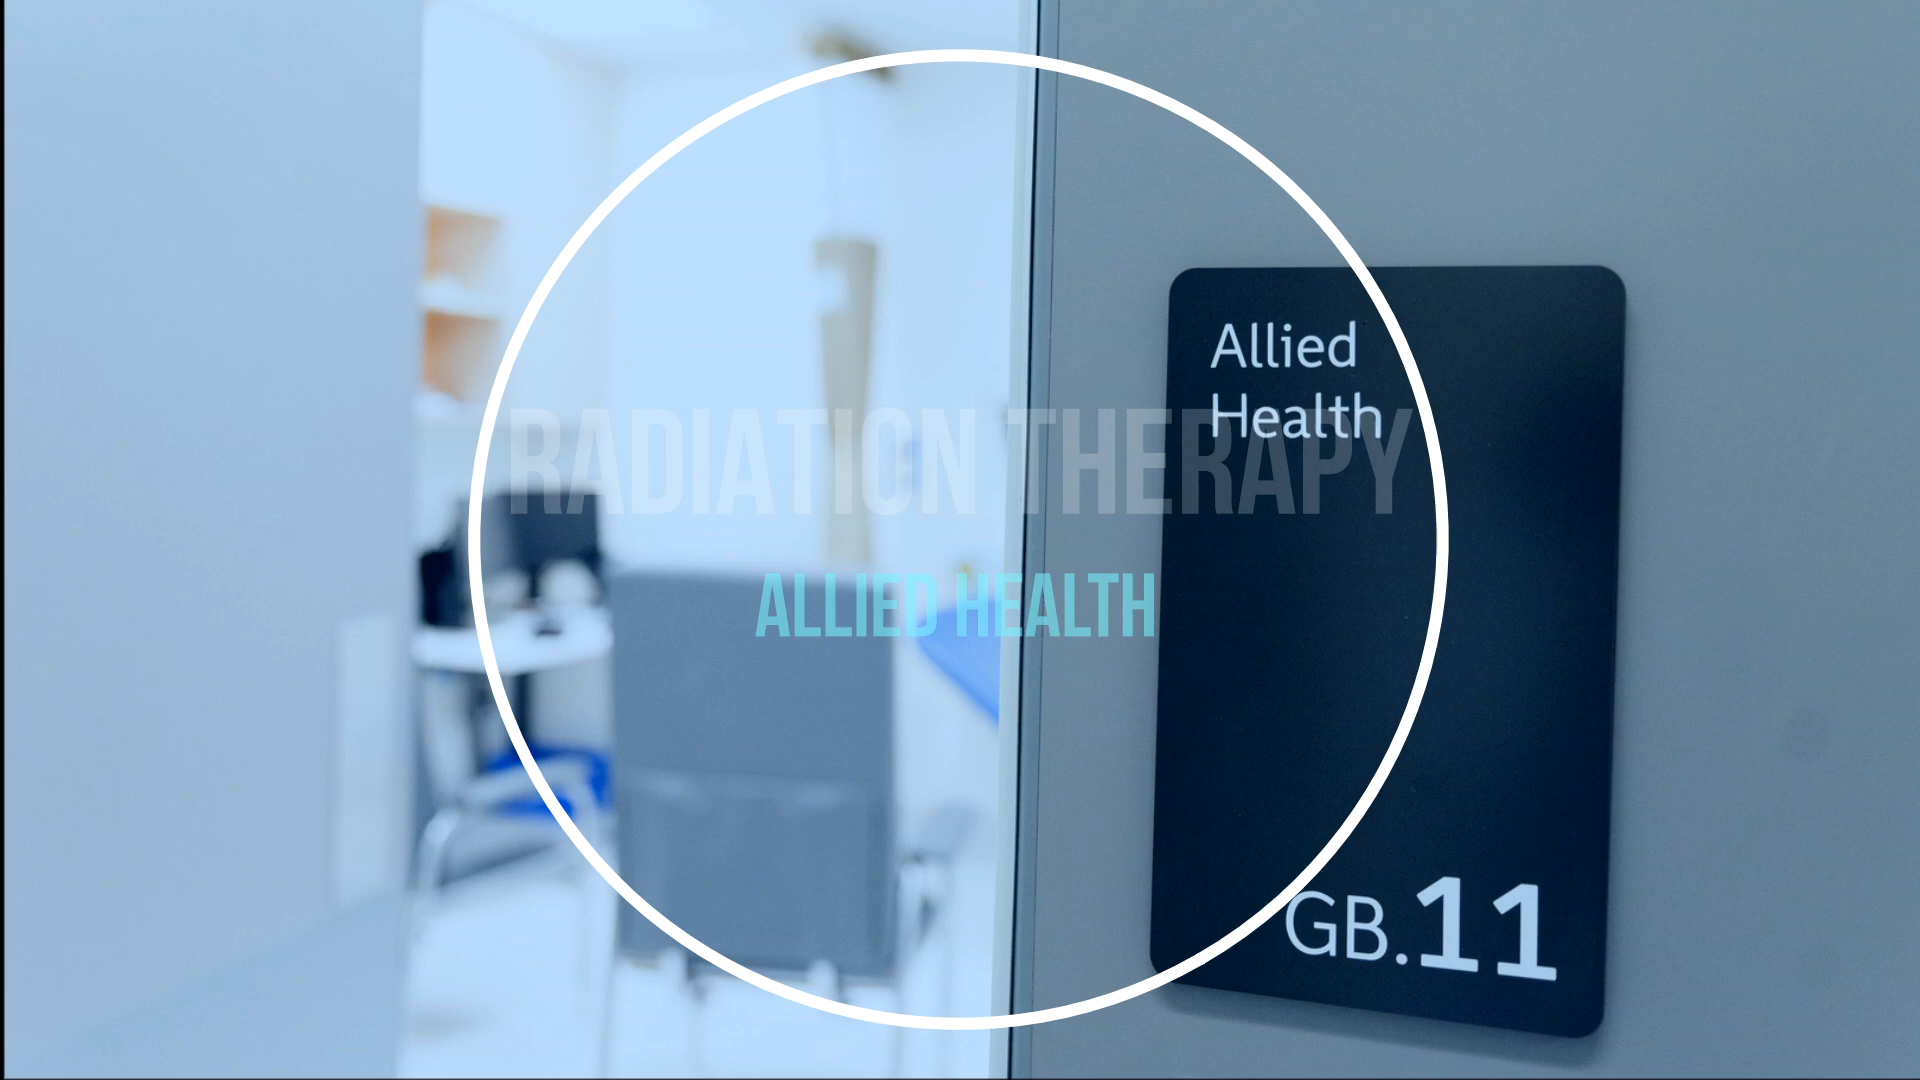 Allied
Health
RADIATION THERAPY
ALLIED HEALTH
GB.11